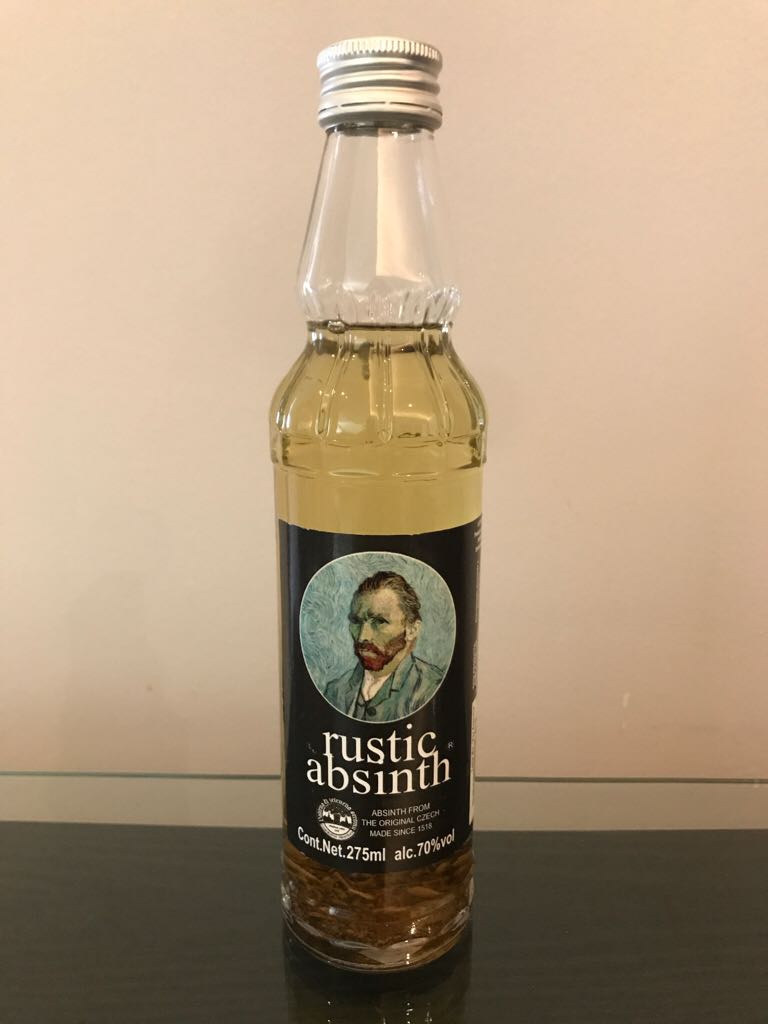 rustic
absinth
ABSINTH FROM
THE ORIGINAL CZECH
MADE SINCE 1518
Cont.Net.275ml alc.70%vol